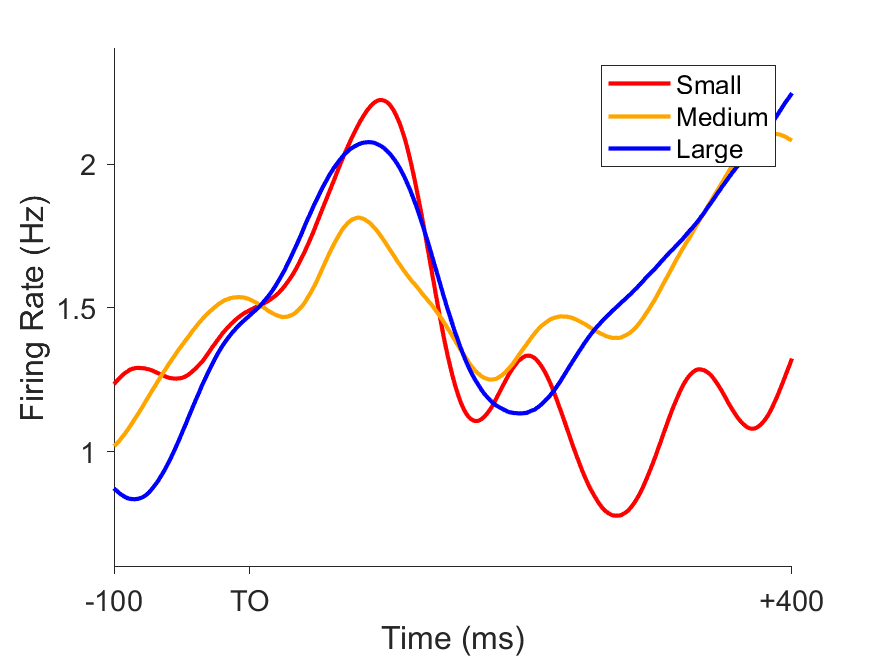 Small
Medium
Large
2
1.5
1
Firing Rate (Hz)
-100 TO +400
Time (ms)